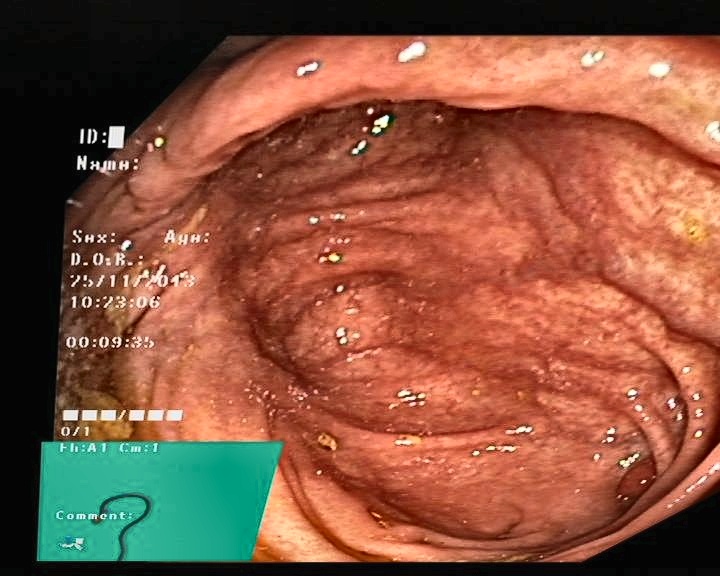 ID:
Name:
Sex: Age:
D.O.B.:
25/11/2013
10:23:06
00:09:35
0/1
Eh:A1 Cm:1
Comment: